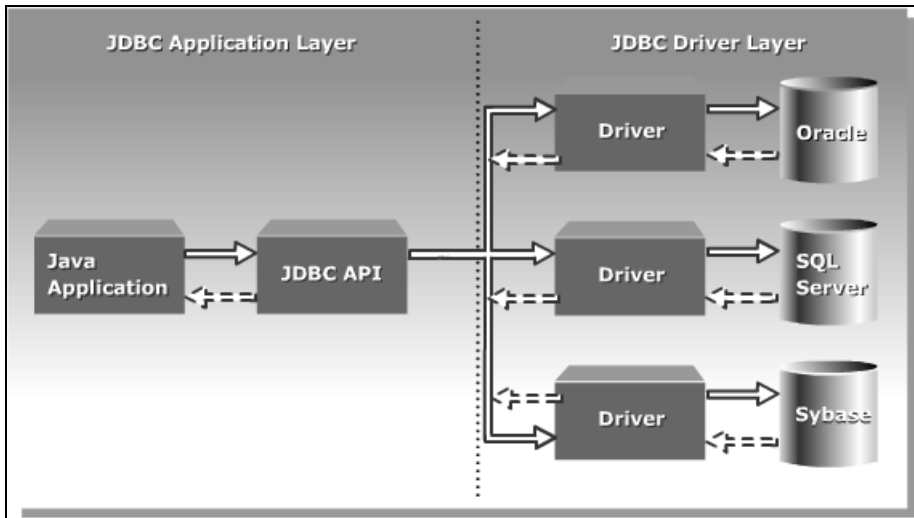 JDBC Application Layer
JDBC Driver Layer
Driver
Oracle
Java
Application
JDBC API
Driver
SQL
Server
Driver
Sybase